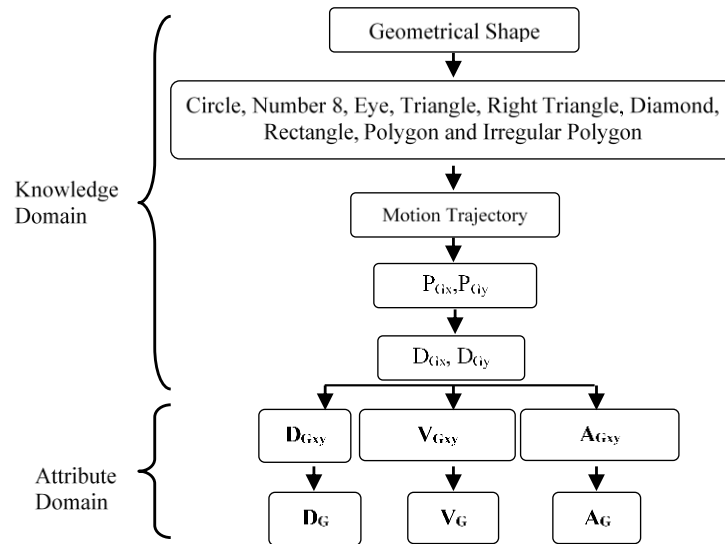 Geometrical Shape
Circle, Number 8, Eye, Triangle, Right Triangle, Diamond,
Rectangle, Polygon and Irregular Polygon
Knowledge
Domain
Motion Trajectory
PGx,PGy
DGx, DGy
DGxy
VGxy
AGxy
Attribute
Domain
DG
VG
AG